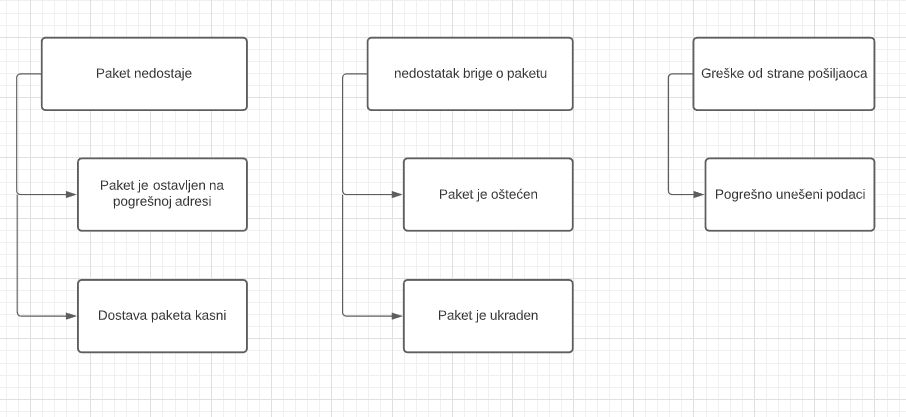 Paket nedostaje
nedostatak brige o paketu
Greške od strane pošiljaoca
Paket je ostavljen na
pogrešnoj adresi
Paket je oštećen
Pogrešno unešeni podaci
Dostava paketa kasni
Paket je ukraden